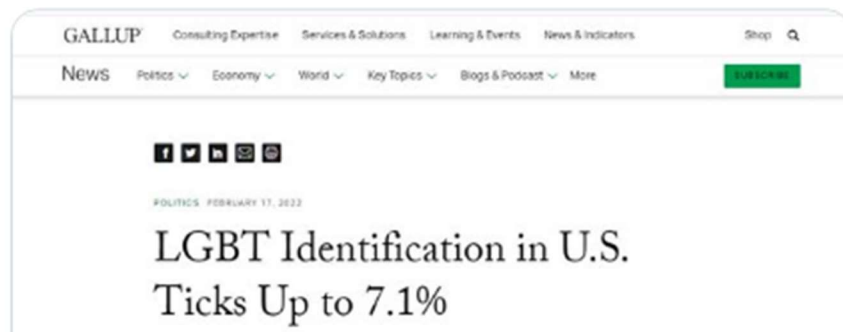 GALLUP Consulting Expertise Services & Solutions Learning & Events News & Indicators Shop
News Politics Economy World Key Topics Blogs & Podcast More SUBSCRIBE
POLITICS FEBRUARY 17, 2022
LGBT Identification in U.S.
Ticks Up to 7.1%